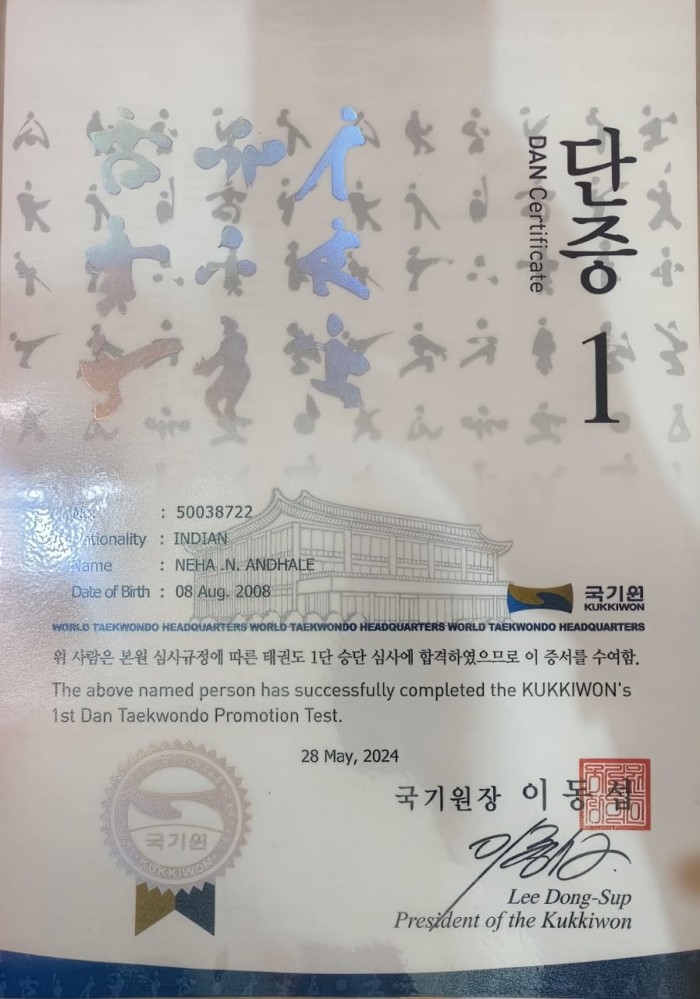 단증
DAN Certificate
1
No. : 50038722
Nationality : INDIAN
Name : NEHA .N. ANDHALE
Date of Birth : 08 Aug. 2008
국기원
KUKKIWON
WORLD TAEKWONDO HEADQUARTERS WORLD TAEKWONDO HEADQUARTERS WORLD TAEKWONDO HEADQUARTERS
위 사람은 본원 심사규정에 따른 태권도 1단 승단 심사에 합격하였으므로 이 증서를 수여함.
The above named person has successfully completed the KUKKIWON's
1st Dan Taekwondo Promotion Test.
28 May, 2024
국기원장 이동섭
국기원
KUKKIWON
Lee Dong-Sup
President of the Kukkiwon